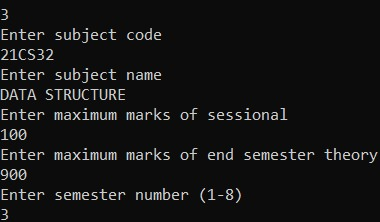 3
Enter subject code
21CS32
Enter subject name
DATA STRUCTURE
Enter maximum marks of sessional
100
Enter maximum marks of end semester theory
900
Enter semester number (1-8)
3